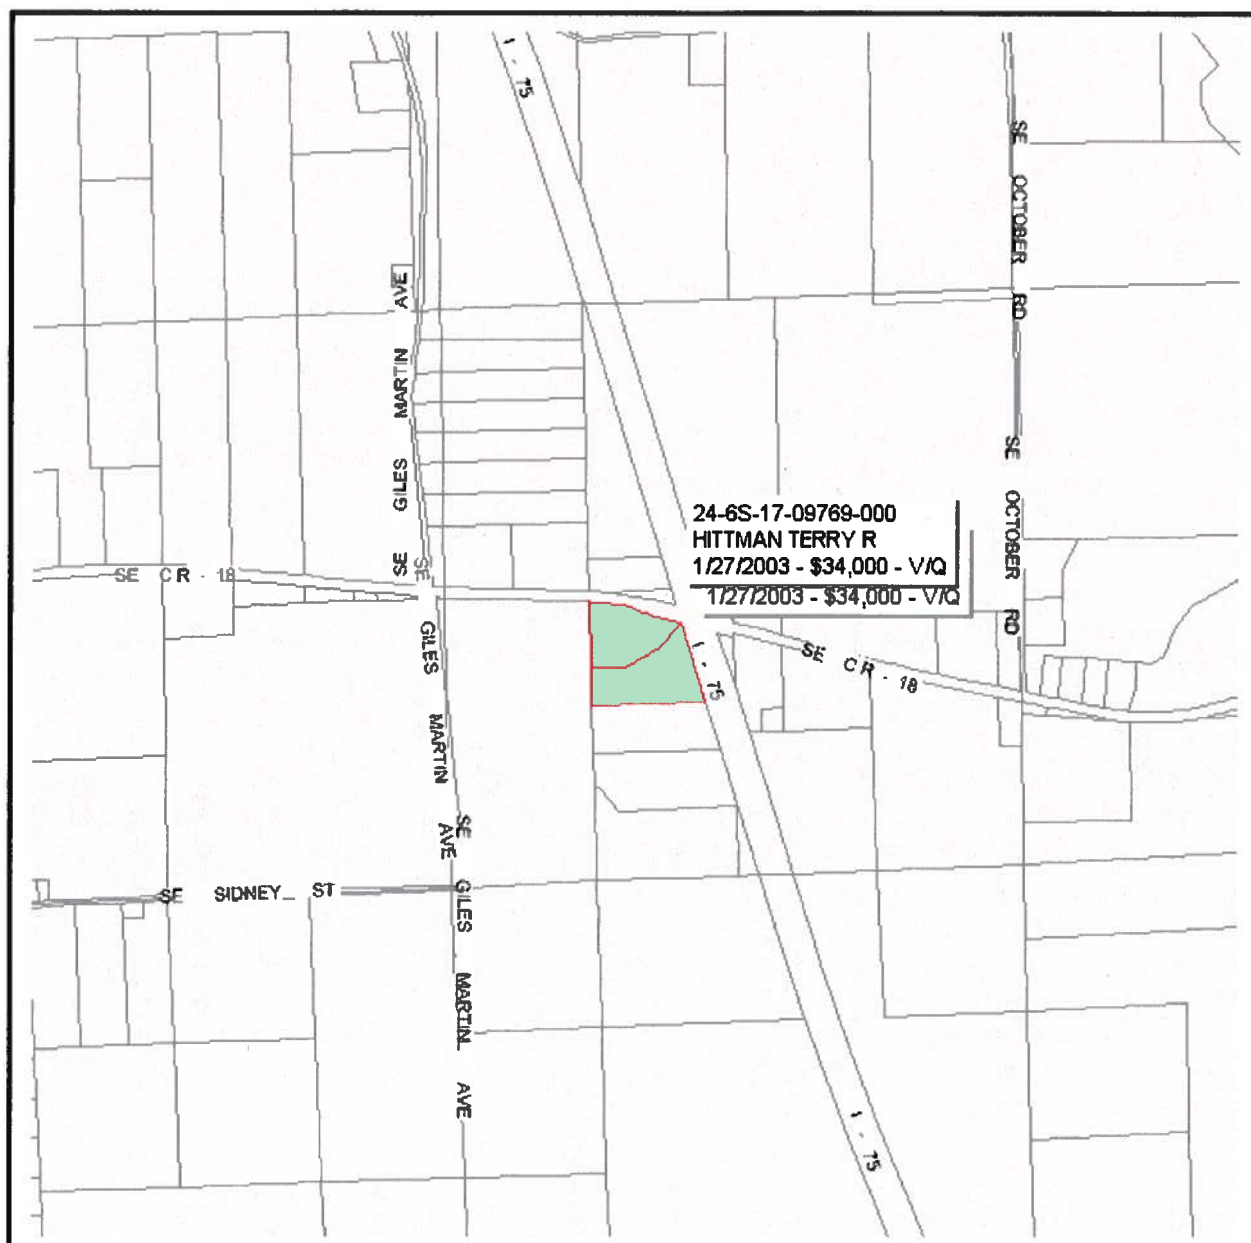 I - 75
SE OCTOBER RD
SE GILES MARTIN AVE
SE OCTOBER RD
24-6S-17-09769-000
HITTMAN TERRY R
1/27/2003 - $34,000 - V/Q
1/27/2003 - $34,000 - V/Q
SE CR - 18
SE GILES MARTIN AVE
I - 75
SE CR - 18
SE GILES MARTIN AVE
SE SIDNEY ST
I - 75